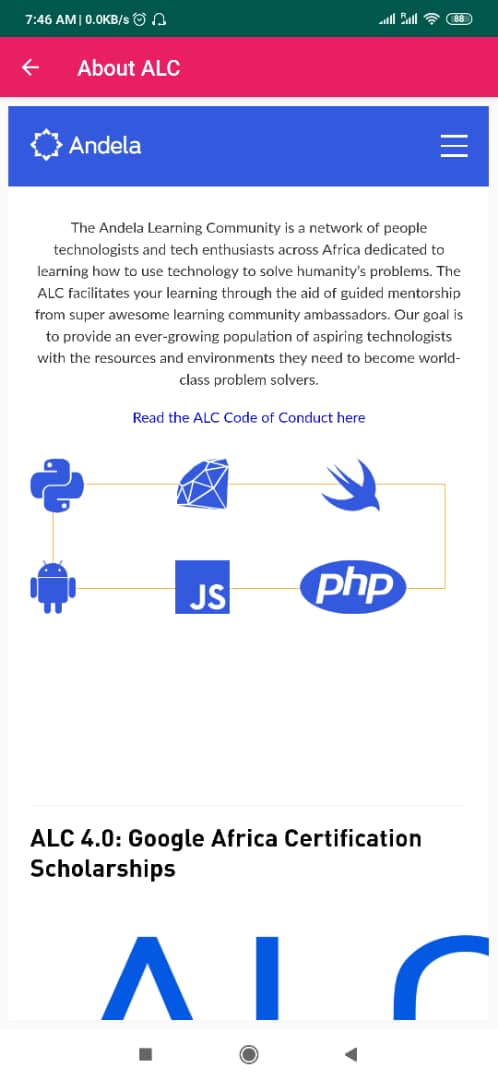 7:46 AM | 0.0KB/s
88
About ALC
Andela
The Andela Learning Community is a network of people
technologists and tech enthusiasts across Africa dedicated to
learning how to use technology to solve humanity's problems. The
ALC facilitates your learning through the aid of guided mentorship
from super awesome learning community ambassadors. Our goal is
to provide an ever-growing population of aspiring technologists
with the resources and environments they need to become world-
class problem solvers.
Read the ALC Code of Conduct here
JS
php
ALC 4.0: Google Africa Certification
Scholarships
ALC